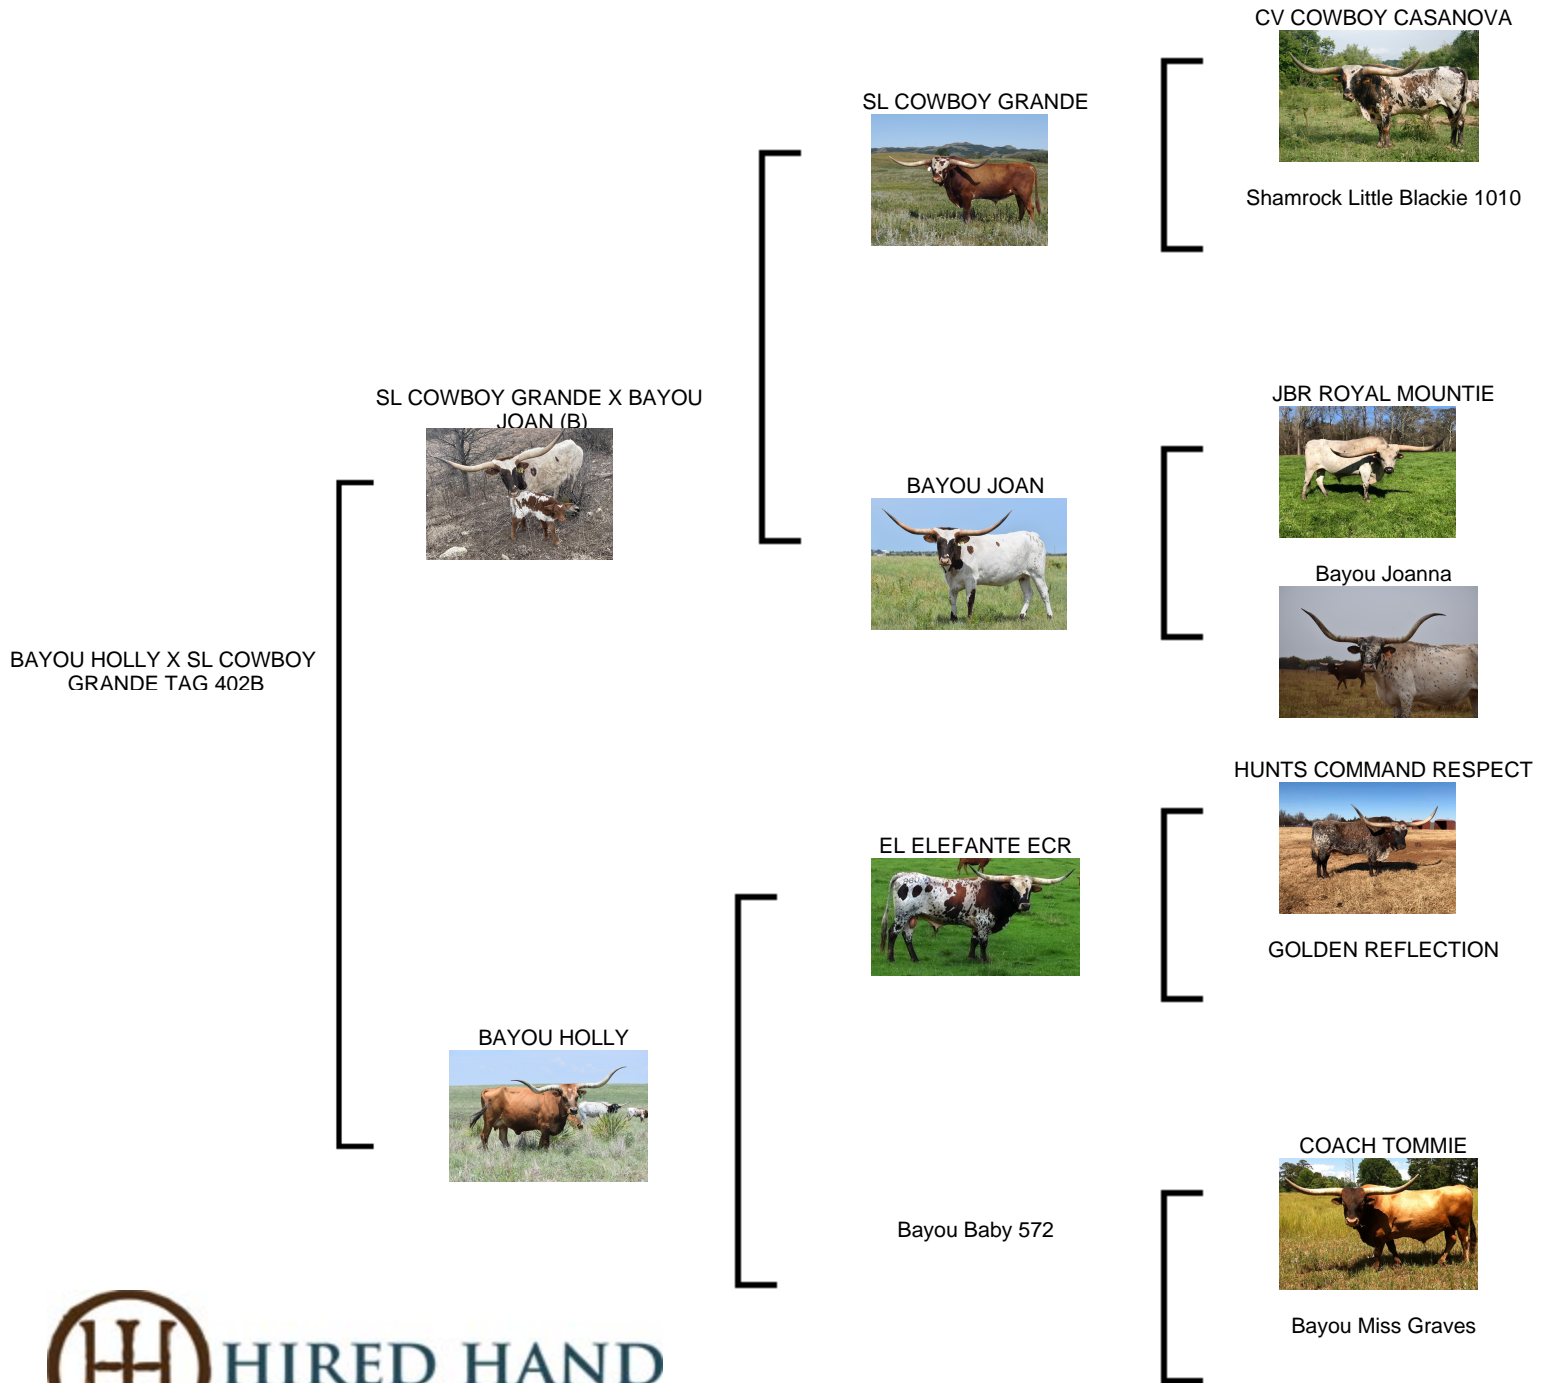 CV COWBOY CASANOVA
SL COWBOY GRANDE
Shamrock Little Blackie 1010
SL COWBOY GRANDE X BAYOU
JOAN (B)
JBR ROYAL MOUNTIE
BAYOU JOAN
Bayou Joanna
BAYOU HOLLY X SL COWBOY
GRANDE TAG 402B
HUNTS COMMAND RESPECT
EL ELEFANTE ECR
GOLDEN REFLECTION
BAYOU HOLLY
COACH TOMMIE
Bayou Baby 572
Bayou Miss Graves
HIRED HAND